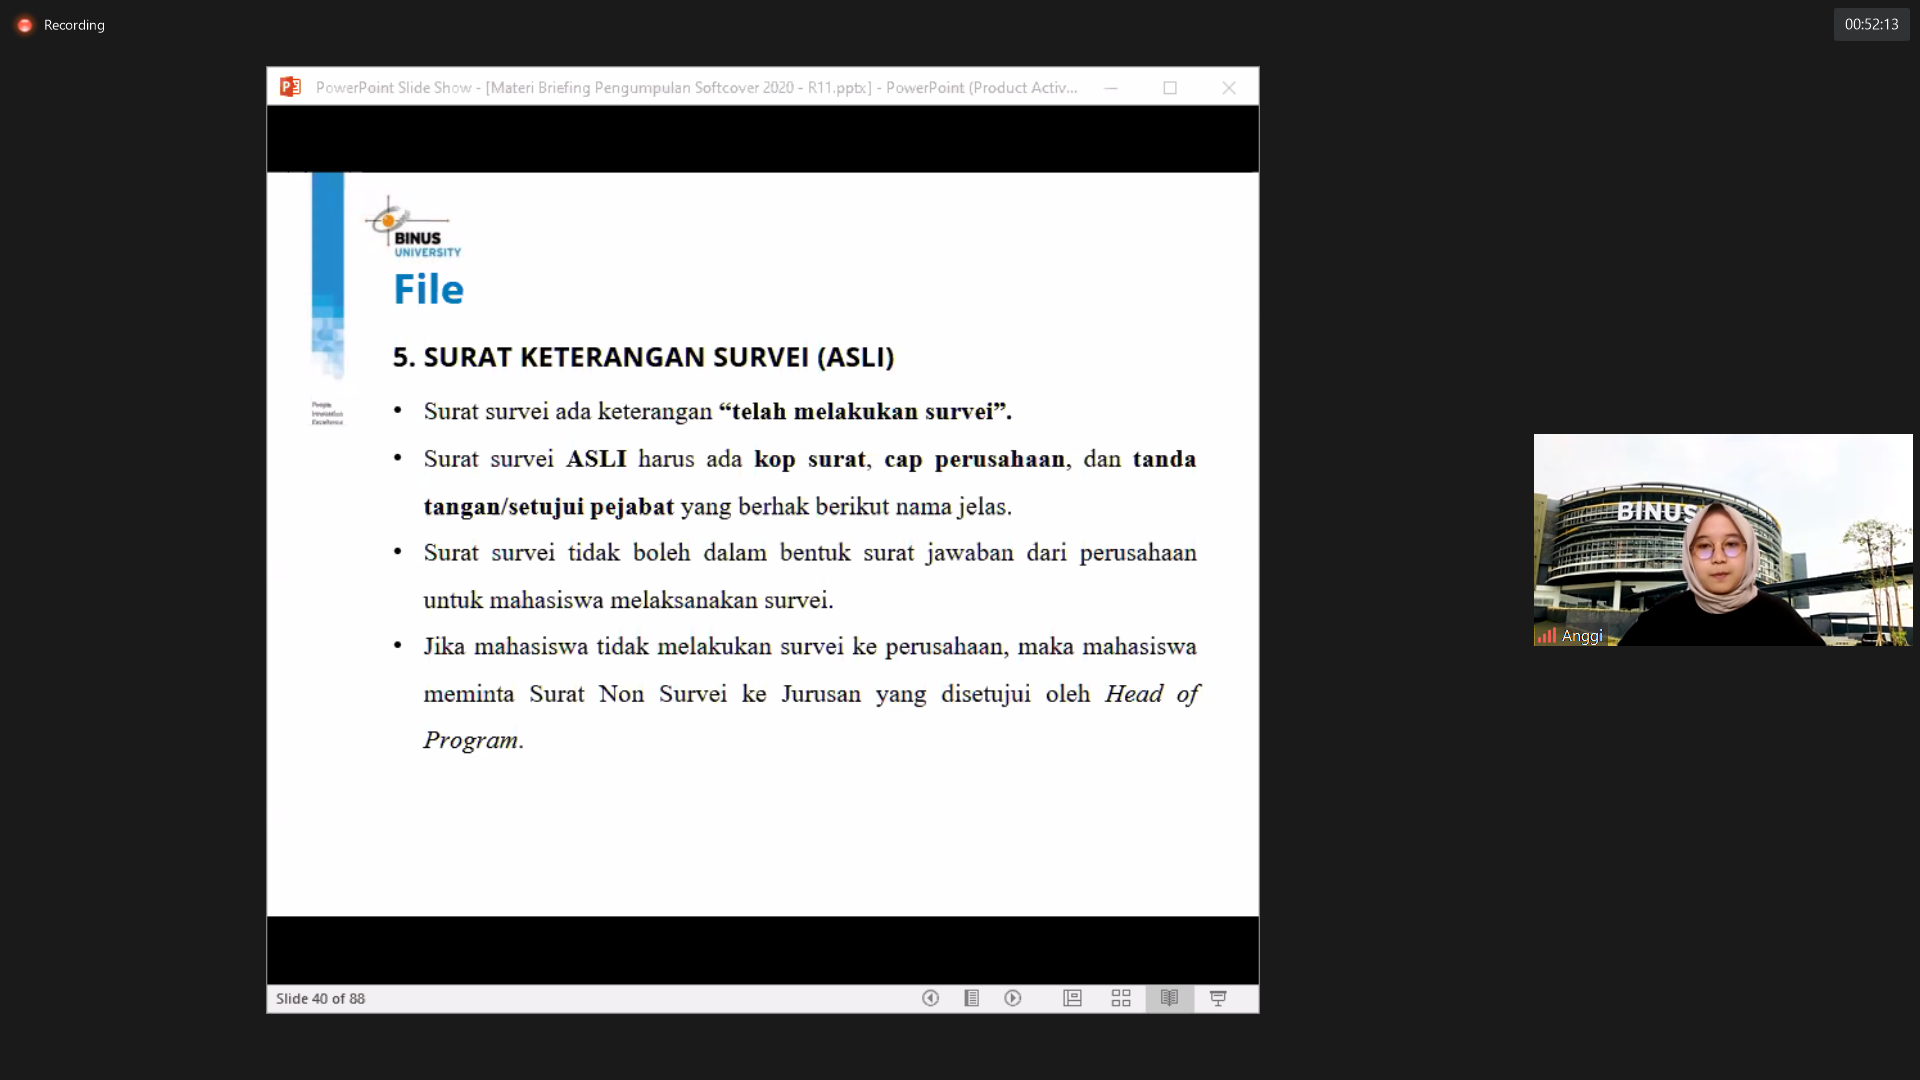 Recording
00:52:13
PowerPoint Slide Show - [Materi Briefing Pengumpulan Softcover 2020 - R11.pptx] - PowerPoint (Product Activ...
BINUS
UNIVERSITY
File
5. SURAT KETERANGAN SURVEI (ASLI)
• Surat survei ada keterangan “telah melakukan survei”.
• Surat survei ASLI harus ada kop surat, cap perusahaan, dan tanda
tangan/setujui pejabat yang berhak berikut nama jelas.
• Surat survei tidak boleh dalam bentuk surat jawaban dari perusahaan
untuk mahasiswa melaksanakan survei.
• Jika mahasiswa tidak melakukan survei ke perusahaan, maka mahasiswa
meminta Surat Non Survei ke Jurusan yang disetujui oleh Head of
Program.
People
Innovation
Excellence
Slide 40 of 88
BINUS
Anggi